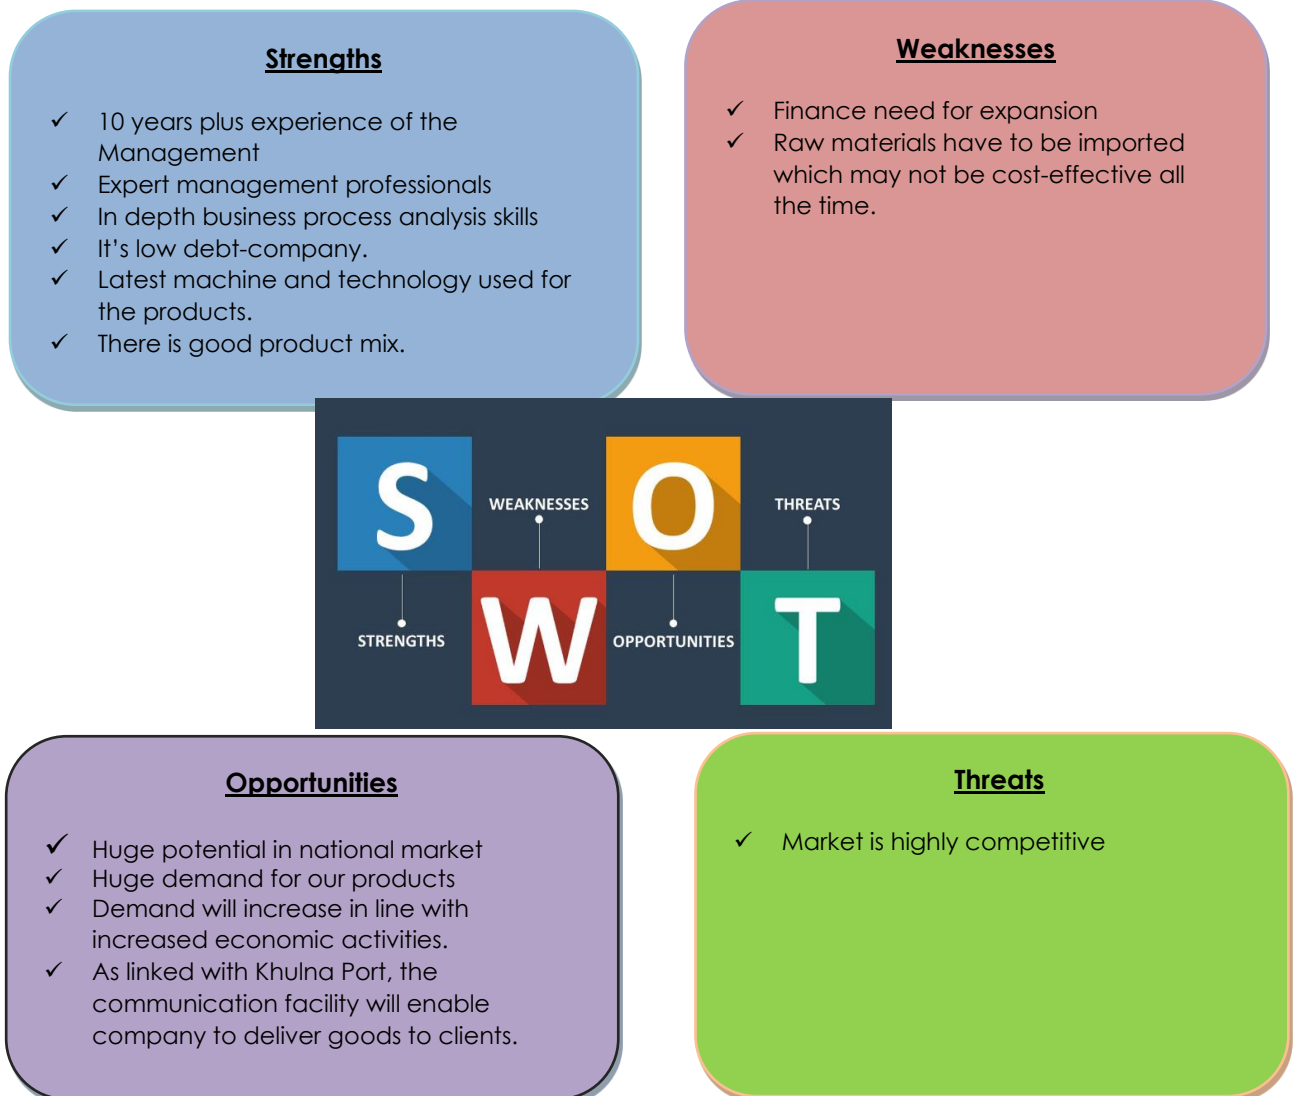 Strengths
✓ 10 years plus experience of the
Management
✓ Expert management professionals
✓ In depth business process analysis skills
✓ It’s low debt-company.
✓ Latest machine and technology used for
the products.
✓ There is good product mix.
Weaknesses
✓ Finance need for expansion
✓ Raw materials have to be imported
which may not be cost-effective all
the time.
S
WEAKNESSES
O
THREATS
STRENGTHS
W
OPPORTUNITIES
T
Opportunities
✓ Huge potential in national market
✓ Huge demand for our products
✓ Demand will increase in line with
increased economic activities.
✓ As linked with Khulna Port, the
communication facility will enable
company to deliver goods to clients.
Threats
✓ Market is highly competitive